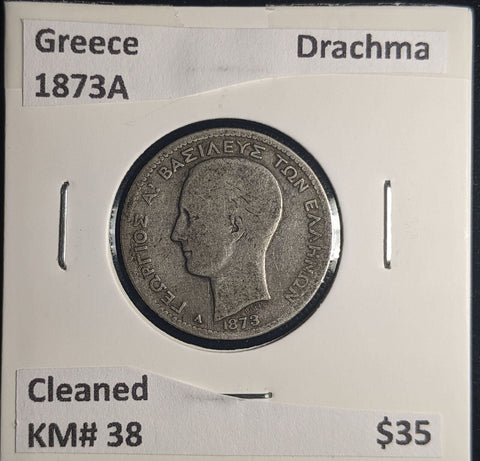 Greece Drachma
1873A
ΓΕΩΡΓΙΟΣ Α! ΒΑΣΙΛΕΥΣ ΤΩΝ ΕΛΛΗΝΩΝ
A 1873
Cleaned
KM# 38 $35